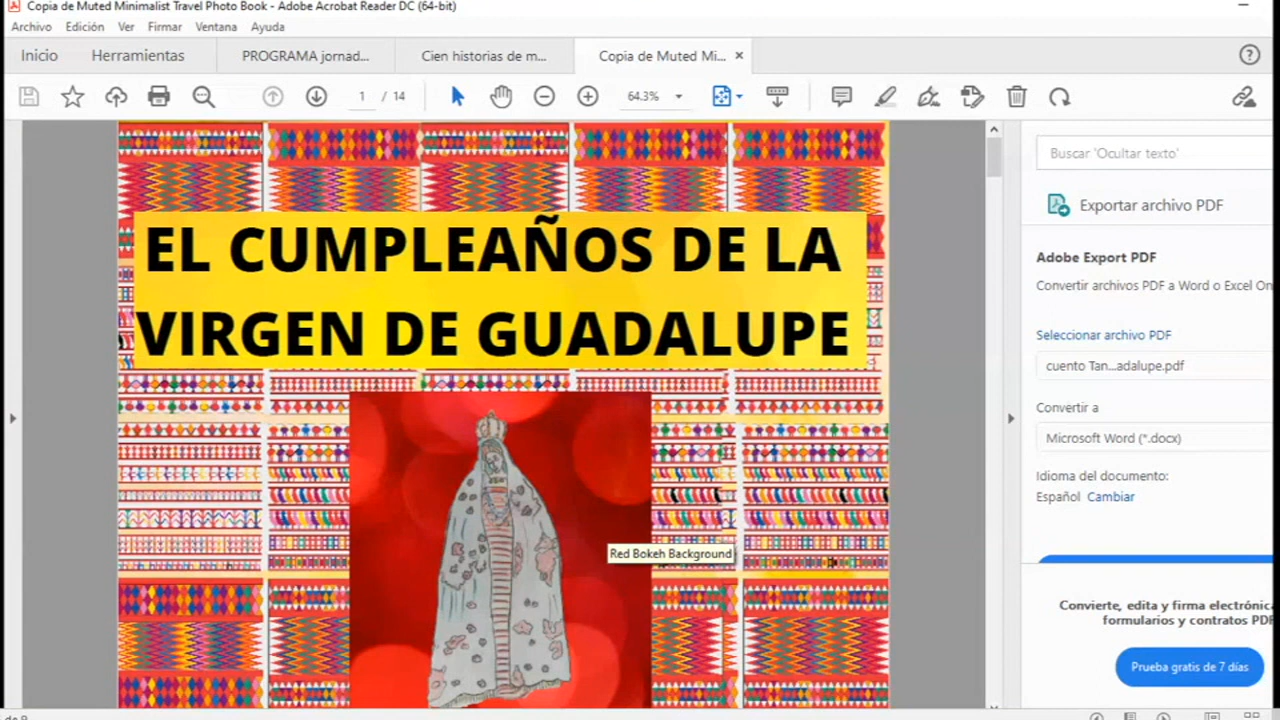 Copia de Muted Minimalist Travel Photo Book - Adobe Acrobat Reader DC (64-bit)
Archivo Edición Ver Firmar Ventana Ayuda
Inicio Herramientas PROGRAMA jornad... Cien historias de m... Copia de Muted Mi... ×
1 / 14 64.3%
EL CUMPLEAÑOS DE LA
VIRGEN DE GUADALUPE
Red Bokeh Background
Buscar 'Ocultar texto'
Exportar archivo PDF
Adobe Export PDF
Convertir archivos PDF a Word o Excel On
Seleccionar archivo PDF
cuento Tan...adalupe.pdf
Convertir a
Microsoft Word (*.docx)
Idioma del documento:
Español Cambiar
Convierte, edita y firma electrónica
formularios y contratos PDF
Prueba gratis de 7 días